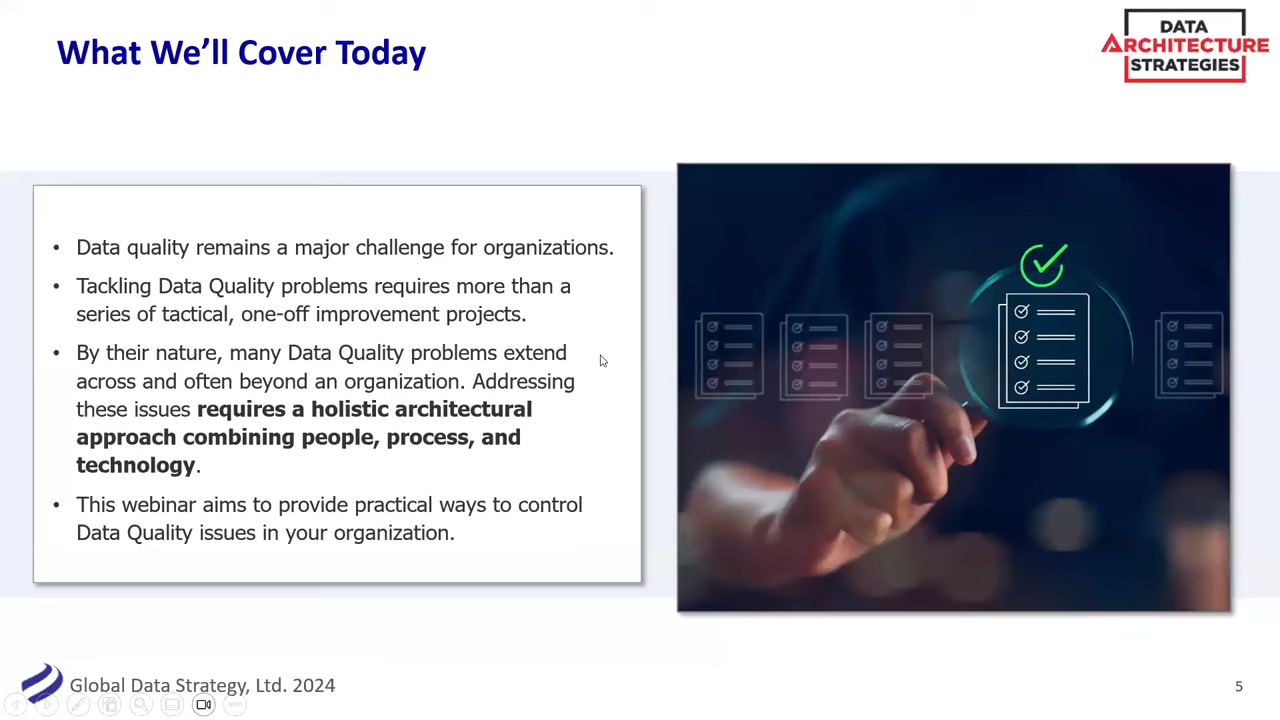 What We’ll Cover Today
DATA
ARCHITECTURE
STRATEGIES
• Data quality remains a major challenge for organizations.
• Tackling Data Quality problems requires more than a
series of tactical, one-off improvement projects.
• By their nature, many Data Quality problems extend
across and often beyond an organization. Addressing
these issues requires a holistic architectural
approach combining people, process, and
technology.
• This webinar aims to provide practical ways to control
Data Quality issues in your organization.
Global Data Strategy, Ltd. 2024
5